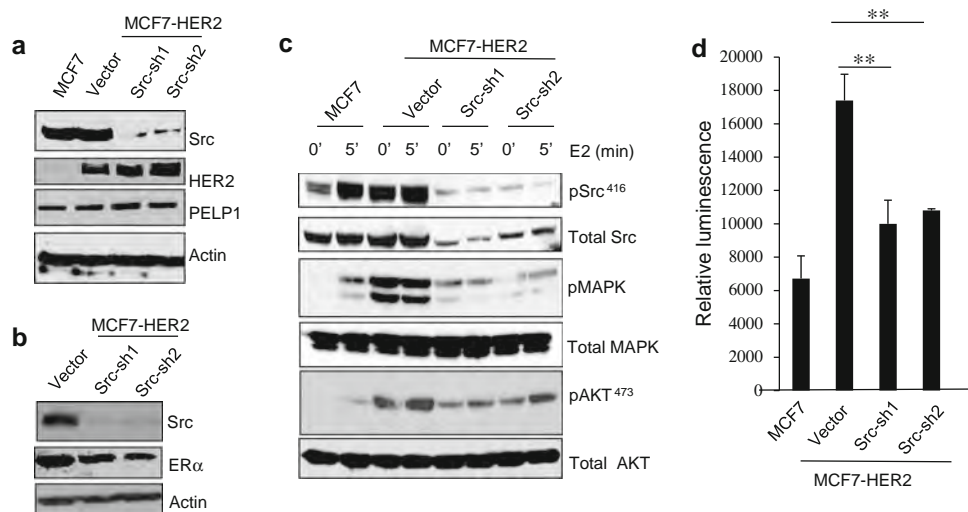 a
MCF7-HER2
MCF7
Vector
Src-sh1
Src-sh2
Src
HER2
PELP1
Actin
b
MCF7-HER2
Vector
Src-sh1
Src-sh2
Src
ERα
Actin
c
MCF7-HER2
MCF7
Vector
Src-sh1
Src-sh2
0' 5' 0' 5' 0' 5' 0' 5' E2 (min)
pSrc416
Total Src
pMAPK
Total MAPK
pAKT473
Total AKT
d
**
**
Relative luminescence
20000
18000
16000
14000
12000
10000
8000
6000
4000
2000
0
MCF7
Vector
Src-sh1
Src-sh2
MCF7-HER2